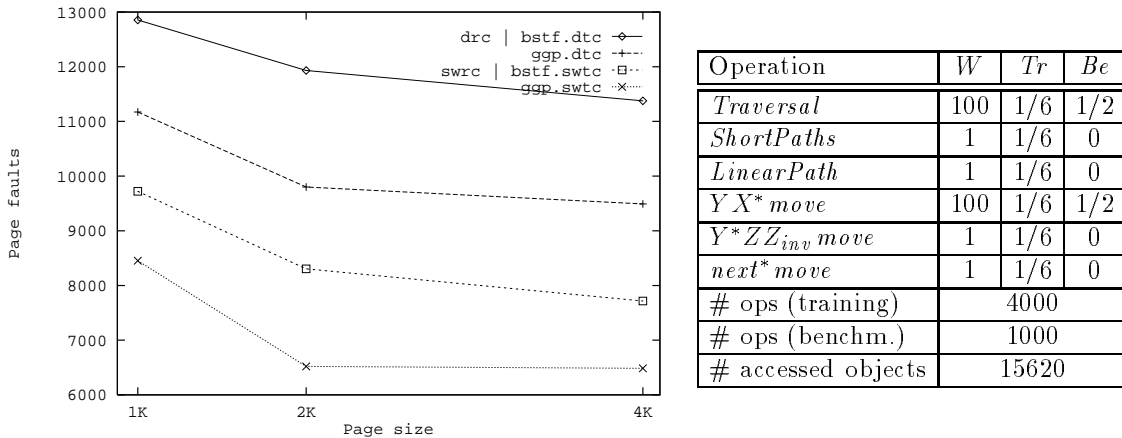 13000
12000
11000
10000
9000
8000
7000
6000
Page faults
1K
2K
4K
Page size
drc | bstf.dtc
ggp.dtc
swrc | bstf.swtc
ggp.swtc
Operation W Tr Be
Traversal 100 1/6 1/2
ShortPaths 1 1/6 0
LinearPath 1 1/6 0
Y X* move 100 1/6 1/2
Y* Z Z_inv move 1 1/6 0
next* move 1 1/6 0
# ops (training) 4000
# ops (benchm.) 1000
# accessed objects 15620